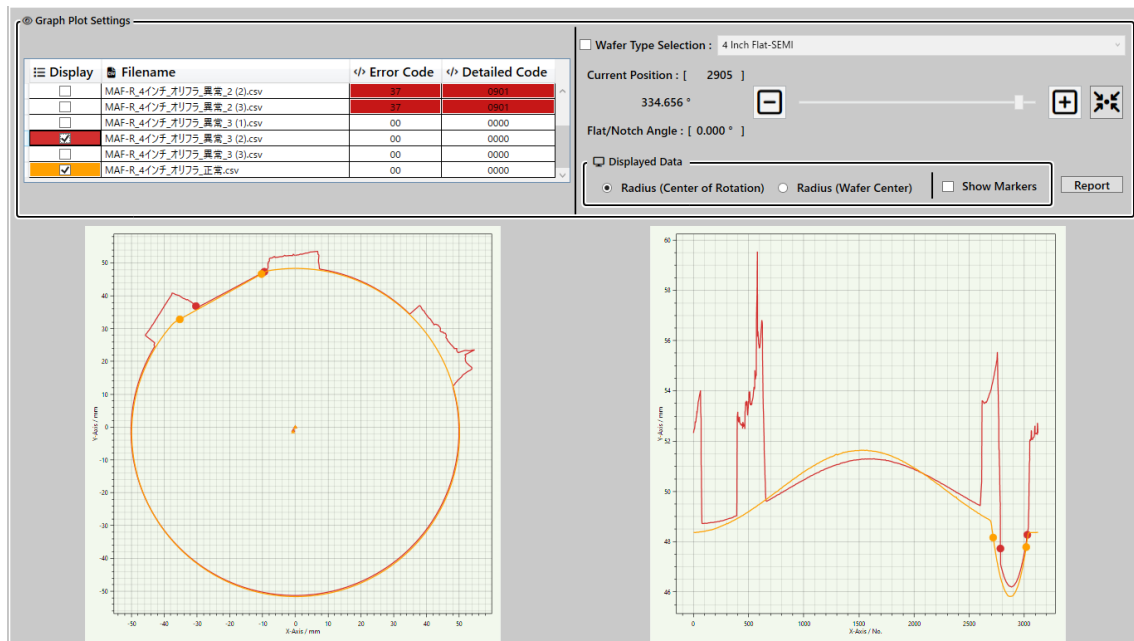 Graph Plot Settings
Display Filename </> Error Code </> Detailed Code
MAF-R_4インチ_オリフラ_異常_2 (2).csv 37 0901
MAF-R_4インチ_オリフラ_異常_2 (3).csv 37 0901
MAF-R_4インチ_オリフラ_異常_3 (1).csv 00 0000
MAF-R_4インチ_オリフラ_異常_3 (2).csv 00 0000
MAF-R_4インチ_オリフラ_異常_3 (3).csv 00 0000
MAF-R_4インチ_オリフラ_正常.csv 00 0000
Wafer Type Selection : 4 Inch Flat-SEMI
Current Position : [ 2905 ]
334.656 °
Flat/Notch Angle : [ 0.000 ° ]
Displayed Data
Radius (Center of Rotation) Radius (Wafer Center) Show Markers Report
50
40
30
20
10
0
-10
-20
-30
-40
-50
Y-Axis / mm
-50 -40 -30 -20 -10 0 10 20 30 40 50
X-Axis / mm
60
58
56
54
52
50
48
46
Y-Axis / mm
0 500 1000 1500 2000 2500 3000
X-Axis / No.